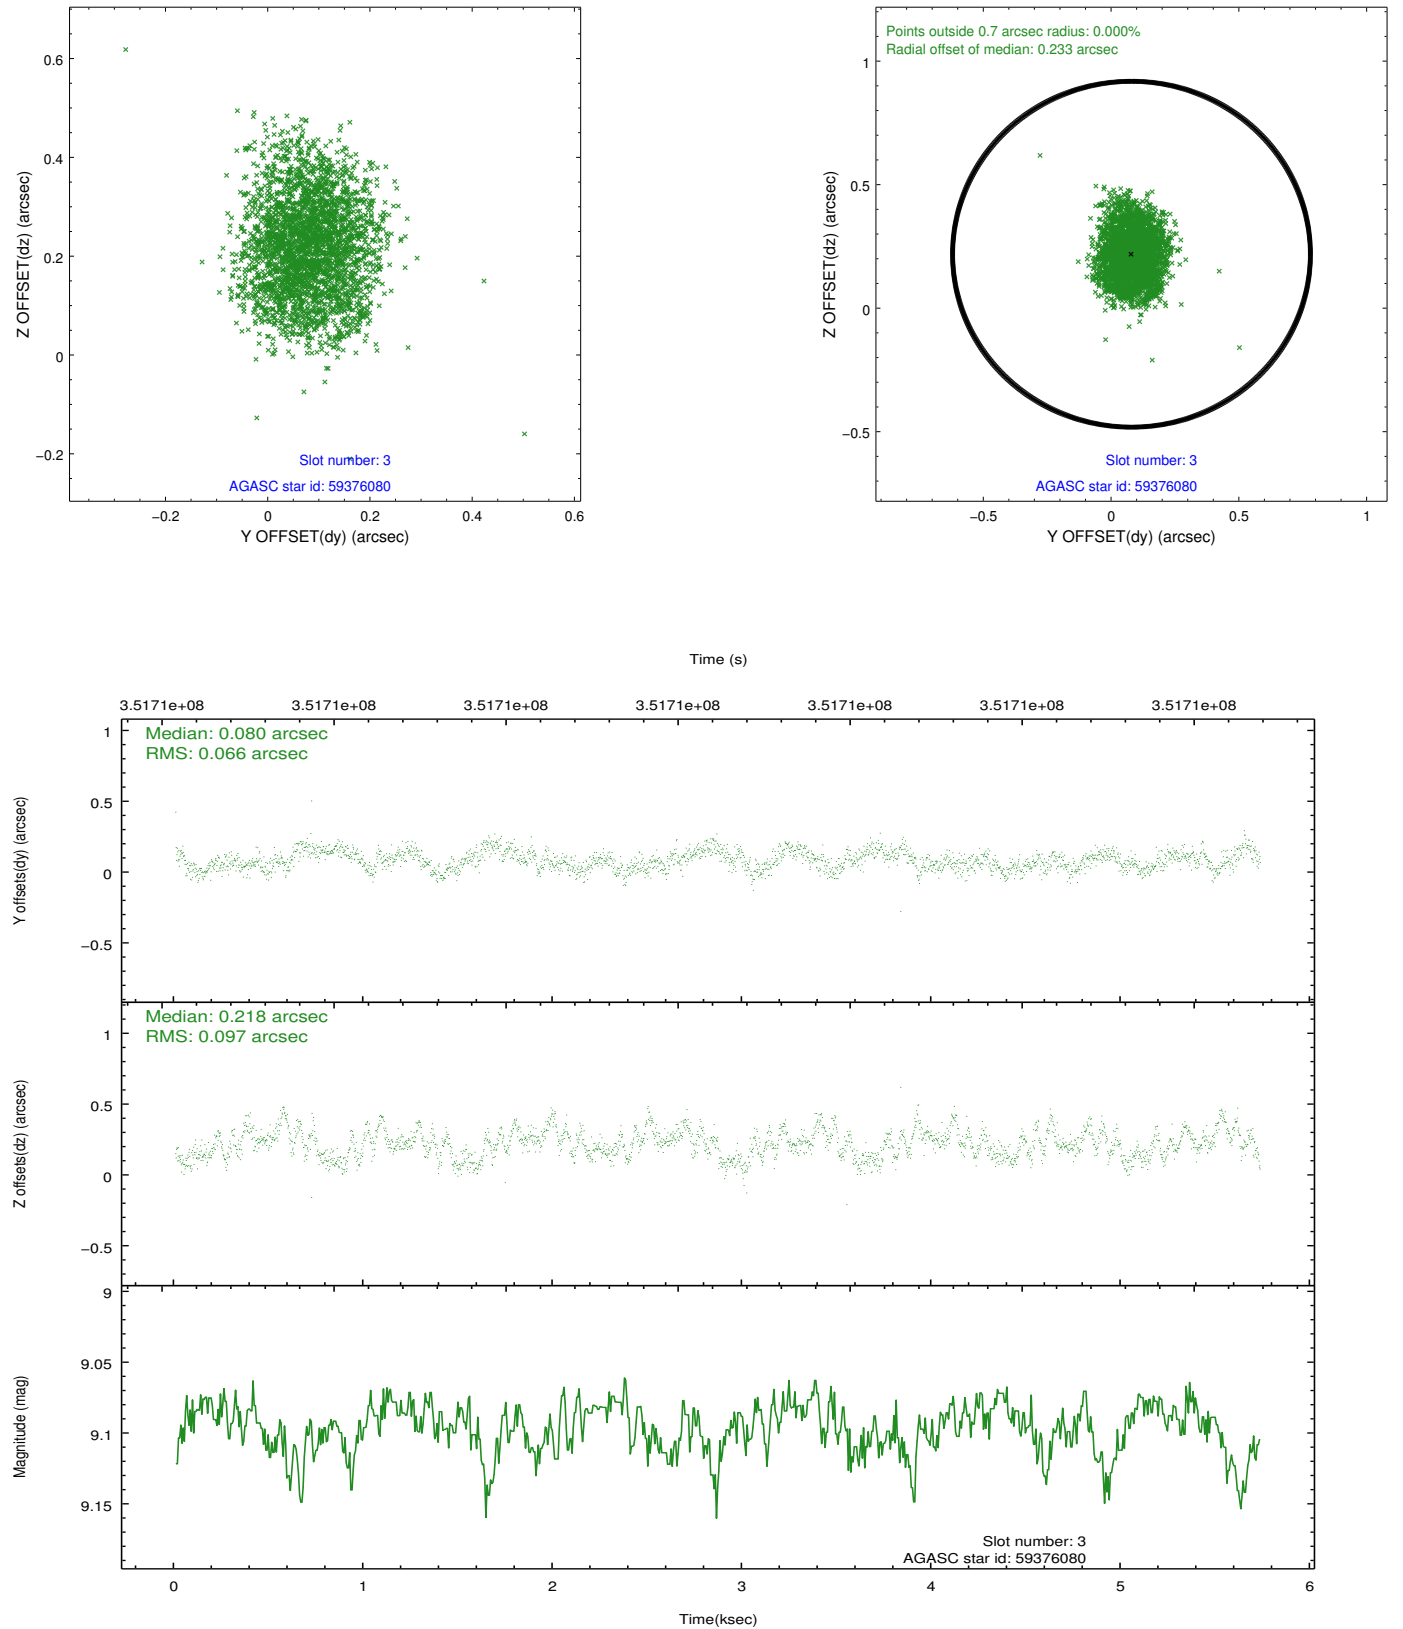 0.6
0.4
0.2
0
−0.2
Z OFFSET(dz) (arcsec)
−0.2 0 0.2 0.4 0.6
Y OFFSET(dy) (arcsec)
Slot number: 3
AGASC star id: 59376080
Points outside 0.7 arcsec radius: 0.000%
Radial offset of median: 0.233 arcsec
1
0.5
0
−0.5
Z OFFSET(dz) (arcsec)
Slot number: 3
AGASC star id: 59376080
−0.5 0 0.5 1
Y OFFSET(dy) (arcsec)
Time (s)
3.5171e+08 3.5171e+08 3.5171e+08 3.5171e+08 3.5171e+08 3.5171e+08 3.5171e+08
Median: 0.080 arcsec
RMS: 0.066 arcsec
1
0.5
0
−0.5
Y offsets(dy) (arcsec)
Median: 0.218 arcsec
RMS: 0.097 arcsec
1
0.5
0
−0.5
Z offsets(dz) (arcsec)
9
9.05
9.1
9.15
Magnitude (mag)
Slot number: 3
AGASC star id: 59376080
0 1 2 3 4 5 6
Time(ksec)